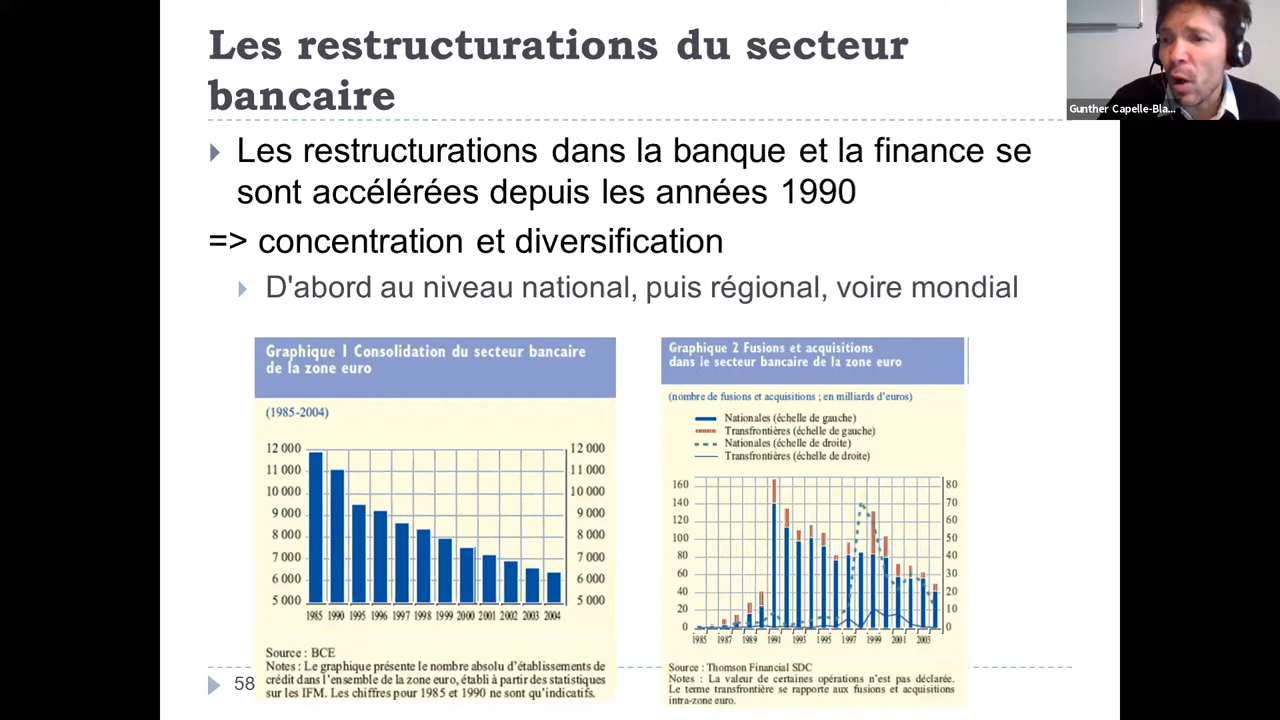 Les restructurations du secteur
bancaire
Gunther Capelle-Bla...
Les restructurations dans la banque et la finance se
sont accélérées depuis les années 1990
=> concentration et diversification
D'abord au niveau national, puis régional, voire mondial
Graphique 1 Consolidation du secteur bancaire
de la zone euro
(1985-2004)
12 000 12 000
11 000 11 000
10 000 10 000
9 000 9 000
8 000 8 000
7 000 7 000
6 000 6 000
5 000 5 000
1985 1990 1995 1996 1997 1998 1999 2000 2001 2002 2003 2004
Source : BCE
Notes : Le graphique présente le nombre absolu d'établissements de
crédit dans l'ensemble de la zone euro, établi à partir des statistiques
sur les IFM. Les chiffres pour 1985 et 1990 ne sont qu'indicatifs.
Graphique 2 Fusions et acquisitions
dans le secteur bancaire de la zone euro
(nombre de fusions et acquisitions ; en milliards d'euros)
Nationales (échelle de gauche)
Transfrontières (échelle de gauche)
Nationales (échelle de droite)
Transfrontières (échelle de droite)
160 80
140 70
120 60
100 50
80 40
60 30
40 20
20 10
0 0
1985 1987 1989 1991 1993 1995 1997 1999 2001 2003
Source : Thomson Financial SDC
Notes : La valeur de certaines opérations n'est pas déclarée.
Le terme transfrontière se rapporte aux fusions et acquisitions
intra-zone euro.
58